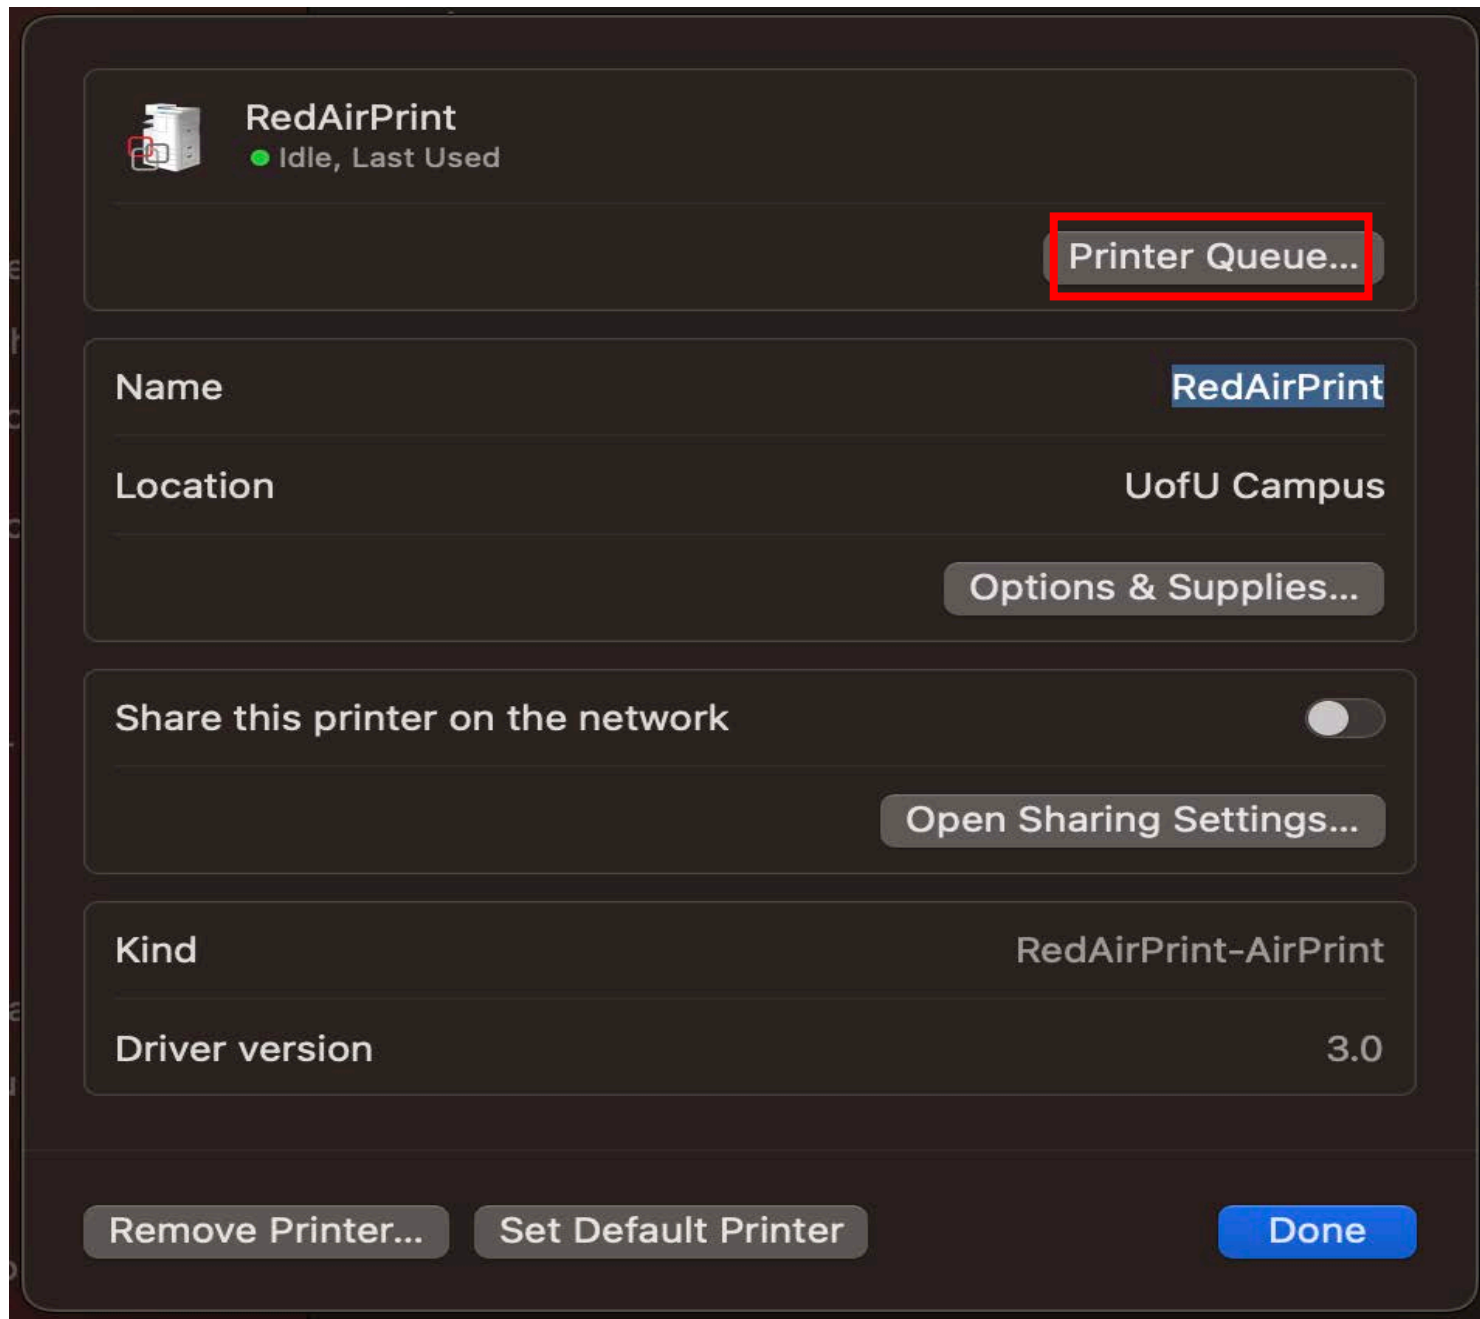 RedAirPrint
Idle, Last Used
Printer Queue...
Name RedAirPrint
Location UofU Campus
Options & Supplies...
Share this printer on the network
Open Sharing Settings...
Kind RedAirPrint-AirPrint
Driver version 3.0
Remove Printer... Set Default Printer Done